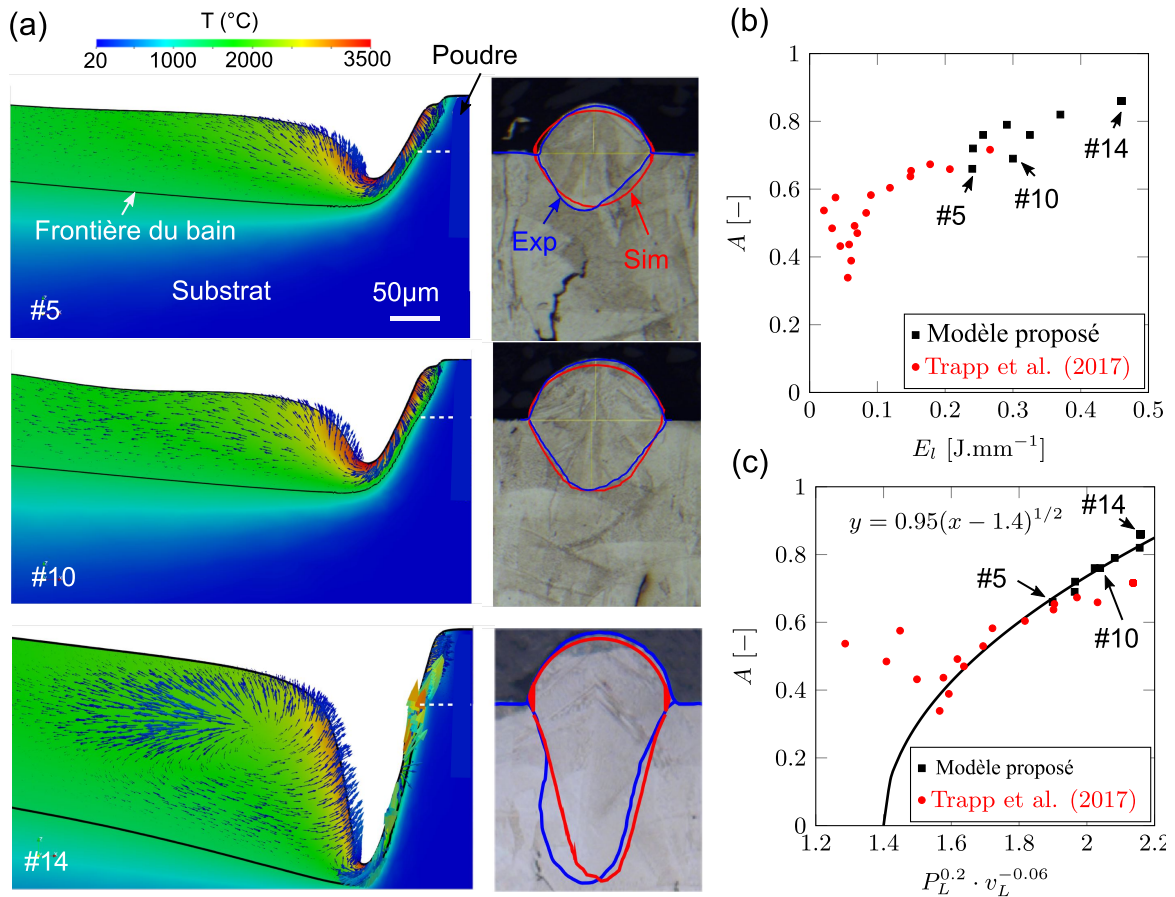 (a)
T (°C)
20 1000 2000 3500
Poudre
Frontière du bain
Substrat
50μm
#5
Exp
Sim
#10
#14
(b)
1
0.8
0.6
0.4
0.2
0
A [−]
#14
#10
#5
Modèle proposé
Trapp et al. (2017)
0 0.1 0.2 0.3 0.4 0.5
E_l [J.mm⁻¹]
(c)
1
0.8
0.6
0.4
0.2
0
A [−]
y = 0.95(x − 1.4)^{1/2}
#14
#5
#10
Modèle proposé
Trapp et al. (2017)
1.2 1.4 1.6 1.8 2 2.2
P_L^{0.2} · v_L^{−0.06}